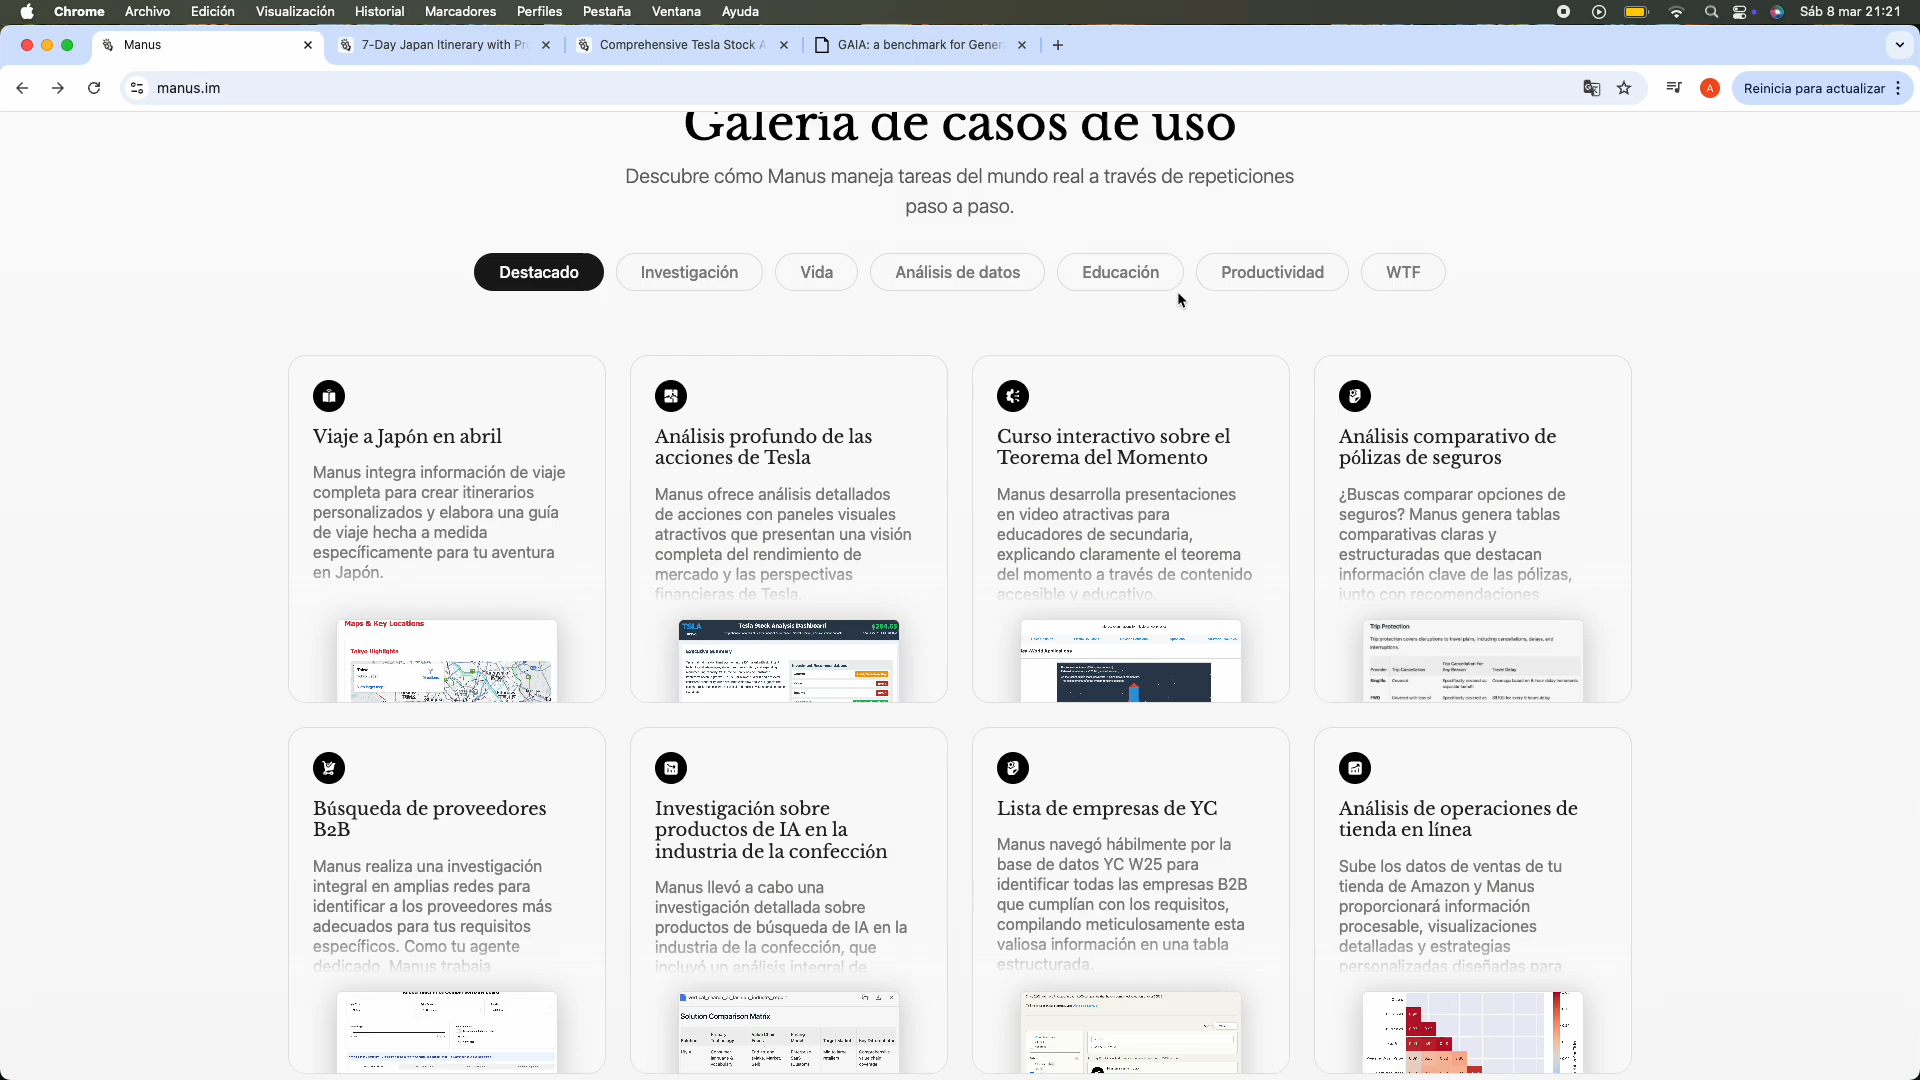 Chrome Archivo Edición Visualización Historial Marcadores Perfiles Pestaña Ventana Ayuda Sáb 8 mar 21:21
Manus 7-Day Japan Itinerary with Pr Comprehensive Tesla Stock A GAIA: a benchmark for Gener
manus.im A Reinicia para actualizar
Galería de casos de uso
Descubre cómo Manus maneja tareas del mundo real a través de repeticiones
paso a paso.
Destacado Investigación Vida Análisis de datos Educación Productividad WTF
Viaje a Japón en abril
Manus integra información de viaje
completa para crear itinerarios
personalizados y elabora una guía
de viaje hecha a medida
específicamente para tu aventura
en Japón.
Maps & Key Locations
Tokyo Highlights
Análisis profundo de las
acciones de Tesla
Manus ofrece análisis detallados
de acciones con paneles visuales
atractivos que presentan una visión
completa del rendimiento de
mercado y las perspectivas
financieras de Tesla.
TSLA Tesla Stock Analysis Dashboard
Executive Summary
Curso interactivo sobre el
Teorema del Momento
Manus desarrolla presentaciones
en video atractivas para
educadores de secundaria,
explicando claramente el teorema
del momento a través de contenido
accesible y educativo.
Análisis comparativo de
pólizas de seguros
¿Buscas comparar opciones de
seguros? Manus genera tablas
comparativas claras y
estructuradas que destacan
información clave de las pólizas,
junto con recomendaciones
Trip Protection
Trip protection covers disruptions to travel plans, including cancellations, delays, and
interruptions.
Búsqueda de proveedores
B2B
Manus realiza una investigación
integral en amplias redes para
identificar a los proveedores más
adecuados para tus requisitos
específicos. Como tu agente
dedicado, Manus trabaja
Investigación sobre
productos de IA en la
industria de la confección
Manus llevó a cabo una
investigación detallada sobre
productos de búsqueda de IA en la
industria de la confección, que
incluyó un análisis integral de
Solution Comparison Matrix
Lista de empresas de YC
Manus navegó hábilmente por la
base de datos YC W25 para
identificar todas las empresas B2B
que cumplían con los requisitos,
compilando meticulosamente esta
valiosa información en una tabla
estructurada.
Análisis de operaciones de
tienda en línea
Sube los datos de ventas de tu
tienda de Amazon y Manus
proporcionará información
procesable, visualizaciones
detalladas y estrategias
personalizadas diseñadas para